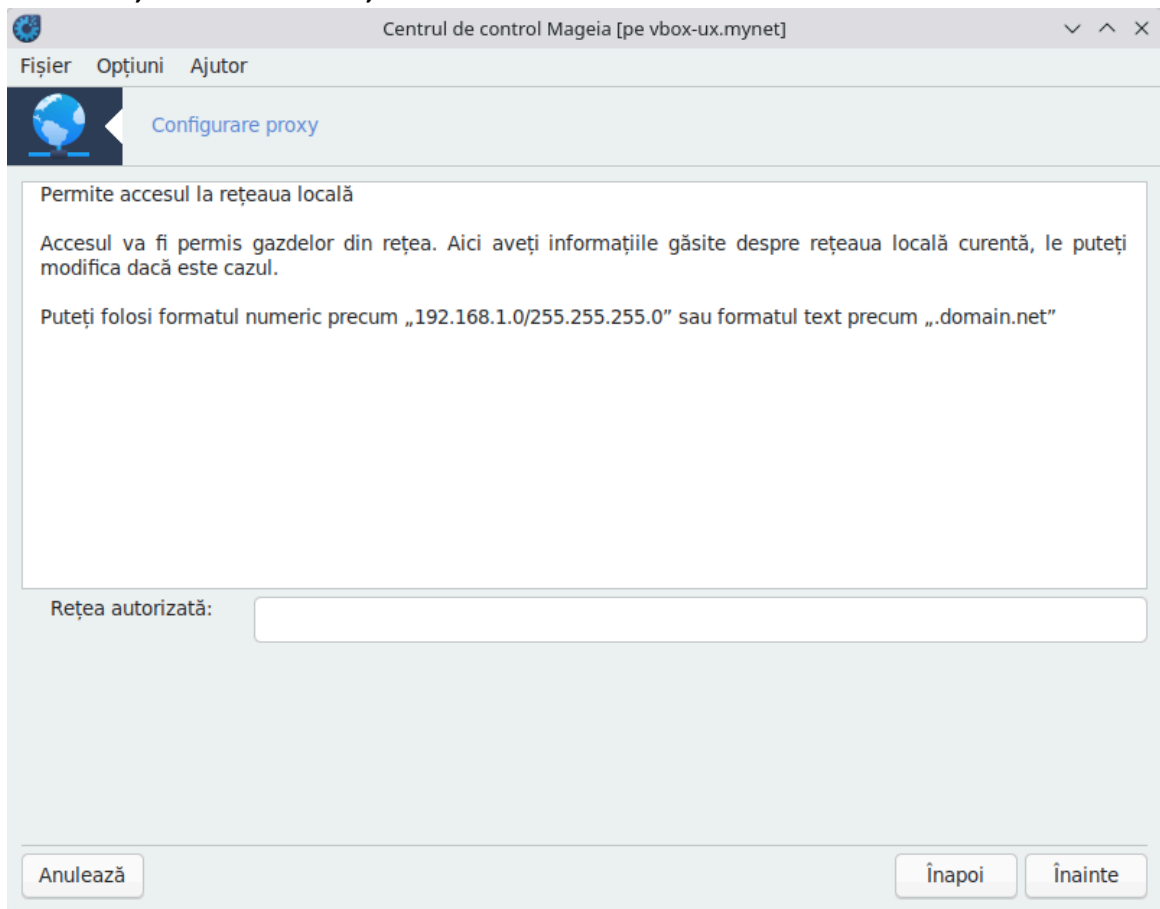 Centrul de control Mageia [pe vbox-ux.mynet]
Fișier Opțiuni Ajutor
Configurare proxy
Permite accesul la rețeaua locală
Accesul va fi permis gazdelor din rețea. Aici aveți informațiile găsite despre rețeaua locală curentă, le puteți
modifica dacă este cazul.
Puteți folosi formatul numeric precum „192.168.1.0/255.255.255.0” sau formatul text precum „.domain.net”
Rețea autorizată:
Anulează Înapoi Înainte